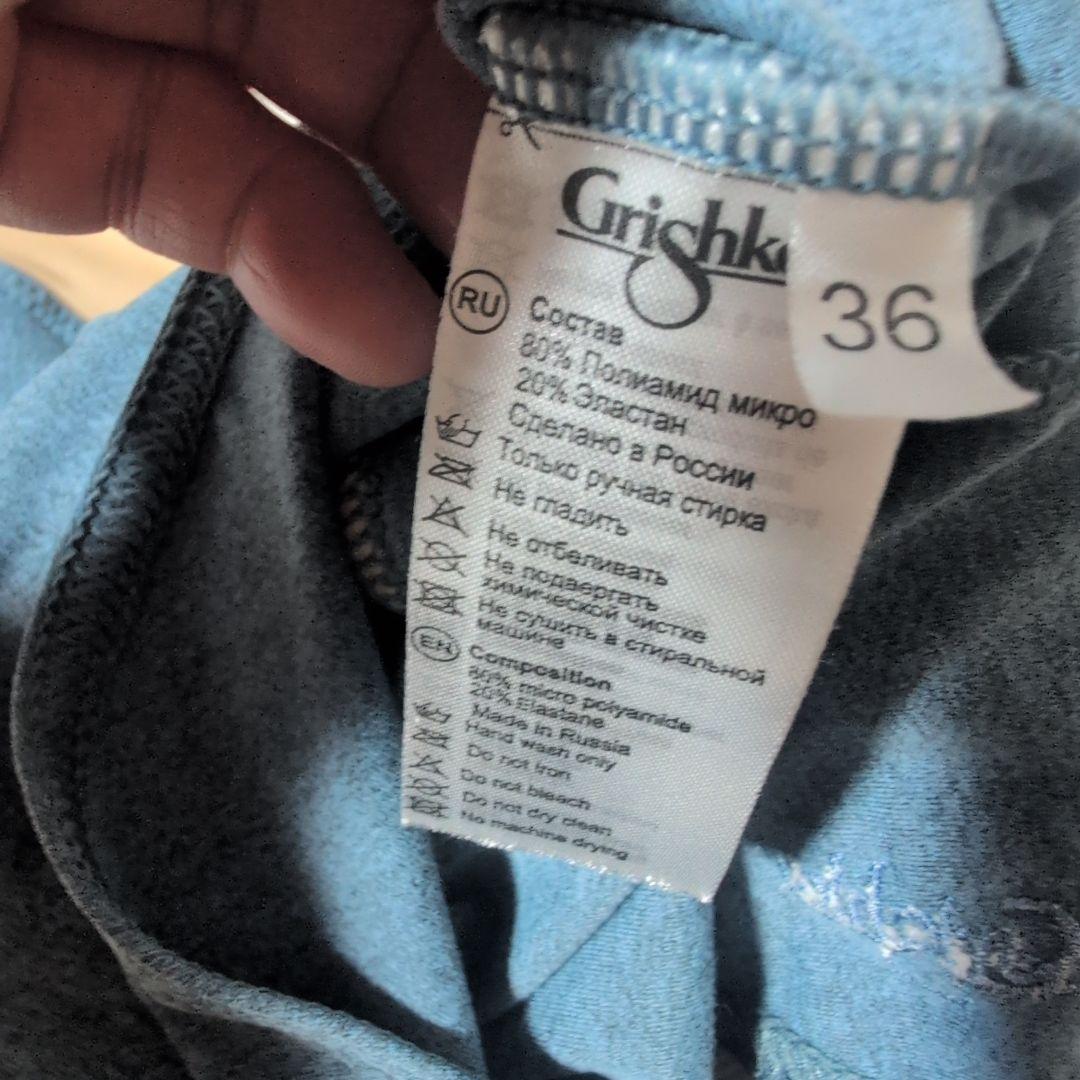 Grishko
36
RU
Состав
80% Полиамид микро
20% Эластан
Сделано в России
Только ручная стирка
Не гладить
Не отбеливать
Не подвергать
химической чистке
Не сушить в стиральной
машине
EN
Composition
80% micro polyamide
20% Elastane
Made in Russia
Hand wash only
Do not iron
Do not bleach
Do not dry clean
No machine drying